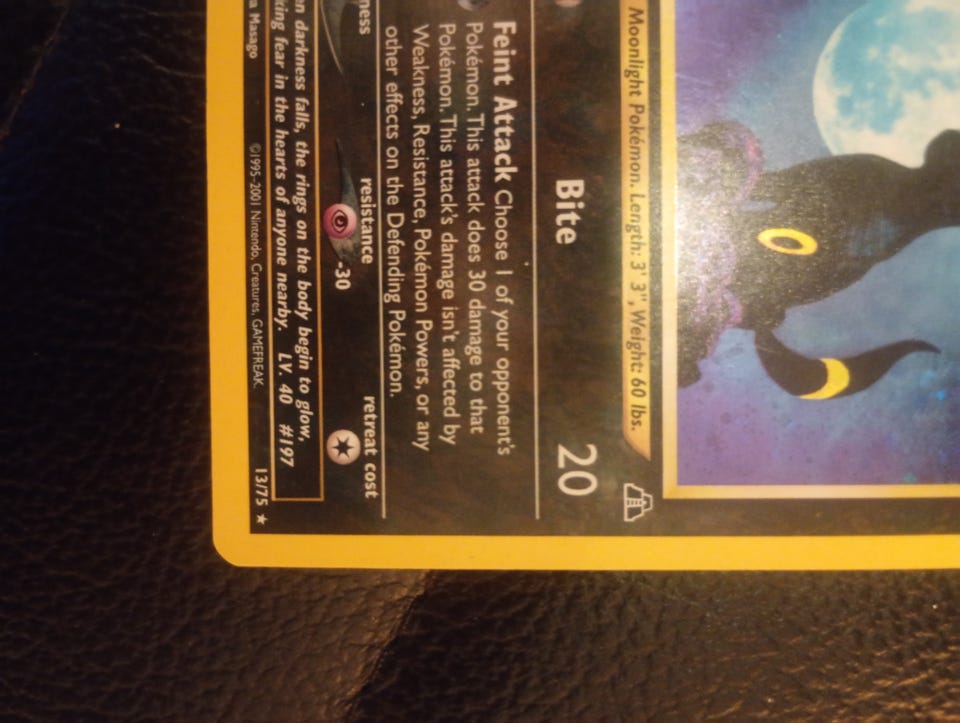 Moonlight Pokémon. Length: 3' 3", Weight: 60 lbs.
Bite 20
Feint Attack Choose 1 of your opponent's
Pokémon. This attack does 30 damage to that
Pokémon. This attack's damage isn't affected by
Weakness, Resistance, Pokémon Powers, or any
other effects on the Defending Pokémon.
ness resistance retreat cost
-30
n darkness falls, the rings on the body begin to glow,
king fear in the hearts of anyone nearby. LV. 40 #197
a Masago ©1995-2001 Nintendo, Creatures, GAMEFREAK. 13/75 ★